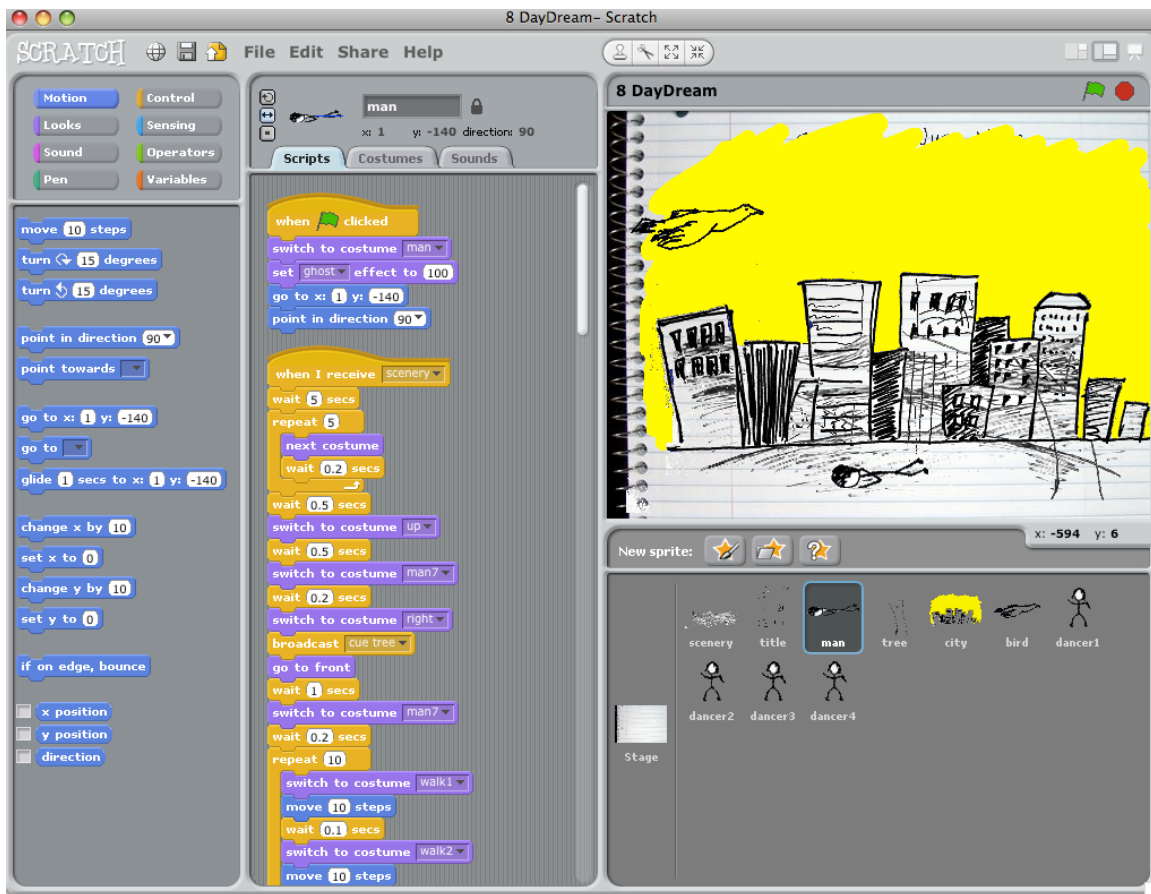 8 DayDream- Scratch
SCRATCH File Edit Share Help
Motion Control
Looks Sensing
Sound Operators
Pen Variables
move 10 steps
turn 15 degrees
turn 15 degrees
point in direction 90
point towards
go to x: 1 y: -140
go to
glide 1 secs to x: 1 y: -140
change x by 10
set x to 0
change y by 10
set y to 0
if on edge, bounce
x position
y position
direction
man
x: 1 y: -140 direction: 90
Scripts Costumes Sounds
when clicked
switch to costume man
set ghost effect to 100
go to x: 1 y: -140
point in direction 90
when I receive scenery
wait 5 secs
repeat 5
next costume
wait 0.2 secs
wait 0.5 secs
switch to costume up
wait 0.5 secs
switch to costume man7
wait 0.2 secs
switch to costume right
broadcast cue tree
go to front
wait 1 secs
switch to costume man7
wait 0.2 secs
repeat 10
switch to costume walk1
move 10 steps
wait 0.1 secs
switch to costume walk2
move 10 steps
8 DayDream
x: -594 y: 6
New sprite:
scenery title man tree city bird dancer1
dancer2 dancer3 dancer4
Stage